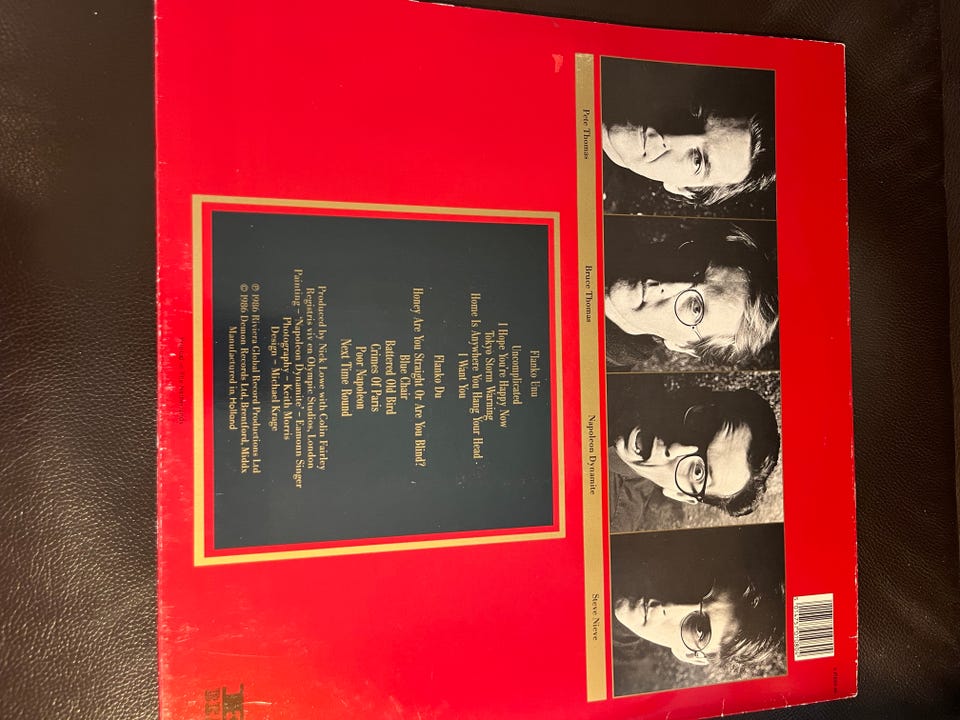 Pete Thomas
Bruce Thomas
Napoleon Dynamite
Steve Nieve
Flanko Unu
Uncomplicated
I Hope You're Happy Now
Tokyo Storm Warning
Home Is Anywhere You Hang Your Head
I Want You
Flanko Du
Honey Are You Straight Or Are You Blind?
Blue Chair
Battered Old Bird
Crimes Of Paris
Poor Napoleon
Next Time Round
Produced by Nick Lowe with Colin Fairley
Registris viv en Olympic Studios, London
Painting – 'Napoleon Dynamite' – Eamonn Singer
Photography – Keith Morris
Design – Michael Krage
℗ 1986 Riviera Global Record Productions Ltd
© 1986 Demon Records Ltd, Brentford, Middx
Manufactured in Holland